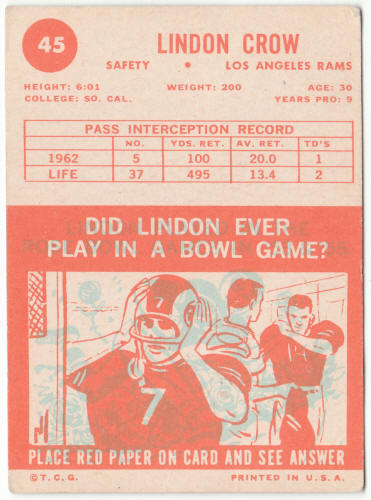 45
LINDON CROW
SAFETY • LOS ANGELES RAMS
HEIGHT: 6:01 WEIGHT: 200 AGE: 30
COLLEGE: SO. CAL. YEARS PRO: 9
PASS INTERCEPTION RECORD
NO. YDS. RET. AV. RET. TD'S
1962 5 100 20.0 1
LIFE 37 495 13.4 2
DID LINDON EVER
PLAY IN A BOWL GAME?
7
7
PLACE RED PAPER ON CARD AND SEE ANSWER
©T.C.G. PRINTED IN U.S.A.